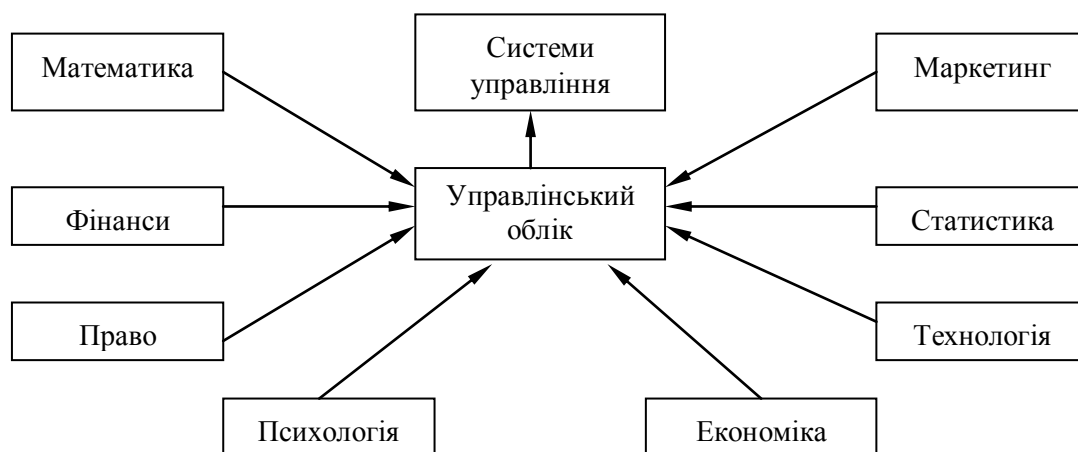 Математика
Системи
управління
Маркетинг
Фінанси
Управлінський
облік
Статистика
Право
Технологія
Психологія
Економіка